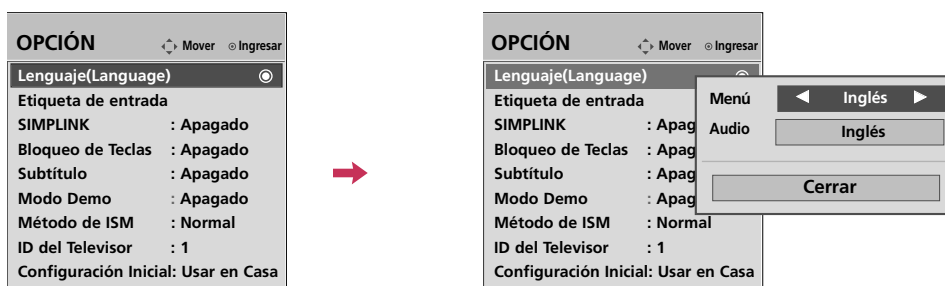 OPCIÓN Mover Ingresar
Lenguaje(Language)
Etiqueta de entrada
SIMPLINK : Apagado
Bloqueo de Teclas : Apagado
Subtítulo : Apagado
Modo Demo : Apagado
Método de ISM : Normal
ID del Televisor : 1
Configuración Inicial: Usar en Casa
OPCIÓN Mover Ingresar
Lenguaje(Language)
Etiqueta de entrada
SIMPLINK : Apag
Bloqueo de Teclas : Apag
Subtítulo : Apag
Modo Demo : Apag
Método de ISM : Normal
ID del Televisor : 1
Configuración Inicial: Usar en Casa
Menú ◀ Inglés ▶
Audio Inglés
Cerrar